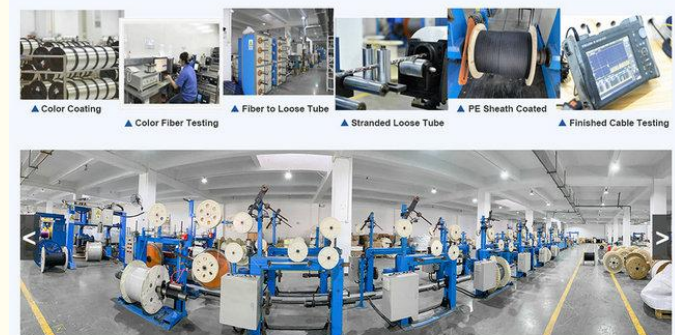 ▲ Color Coating
▲ Color Fiber Testing
▲ Fiber to Loose Tube
▲ Stranded Loose Tube
▲ PE Sheath Coated
▲ Finished Cable Testing